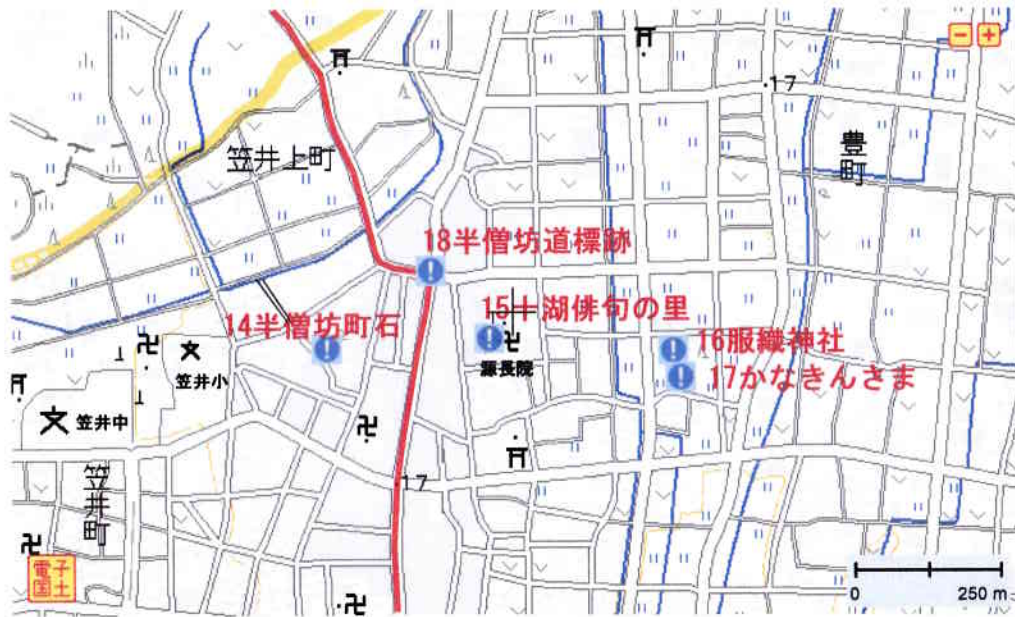 .17
豊町
笠井上町
18半僧坊道標跡
15十湖俳句の里
14半僧坊町石
16服織神社
源長院
17かなきんさま
笠井小
笠井中
笠井町
17
電子国土
0 250 m